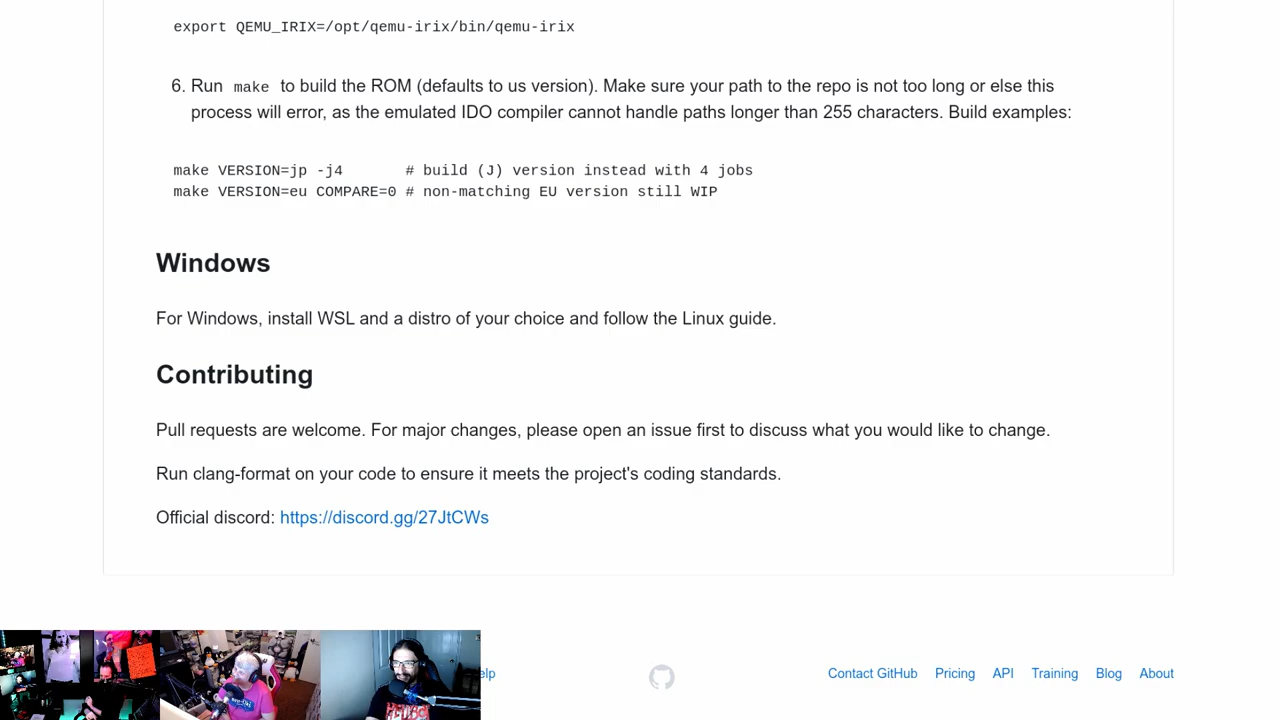 export QEMU_IRIX=/opt/qemu-irix/bin/qemu-irix
6. Run make to build the ROM (defaults to us version). Make sure your path to the repo is not too long or else this
process will error, as the emulated IDO compiler cannot handle paths longer than 255 characters. Build examples:
make VERSION=jp -j4 # build (J) version instead with 4 jobs
make VERSION=eu COMPARE=0 # non-matching EU version still WIP
Windows
For Windows, install WSL and a distro of your choice and follow the Linux guide.
Contributing
Pull requests are welcome. For major changes, please open an issue first to discuss what you would like to change.
Run clang-format on your code to ensure it meets the project's coding standards.
Official discord: https://discord.gg/27JtCWs
elp Contact GitHub Pricing API Training Blog About